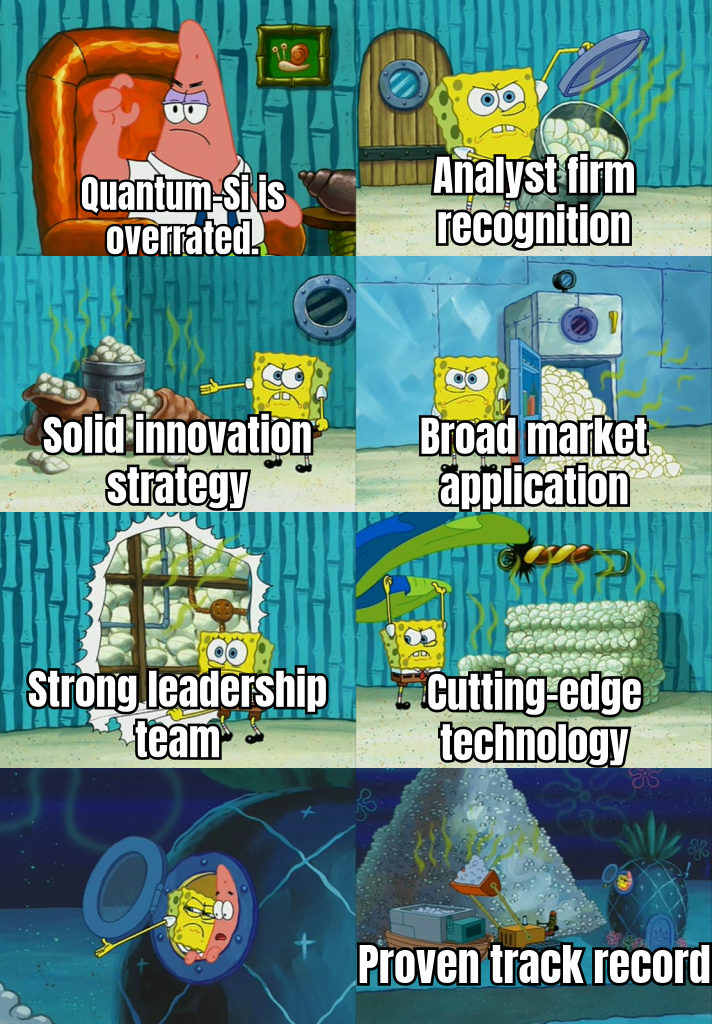 Quantum-Si is
overrated.
Analyst firm
recognition
Solid innovation
strategy
Broad market
application
Strong leadership
team
Cutting-edge
technology
Proven track record